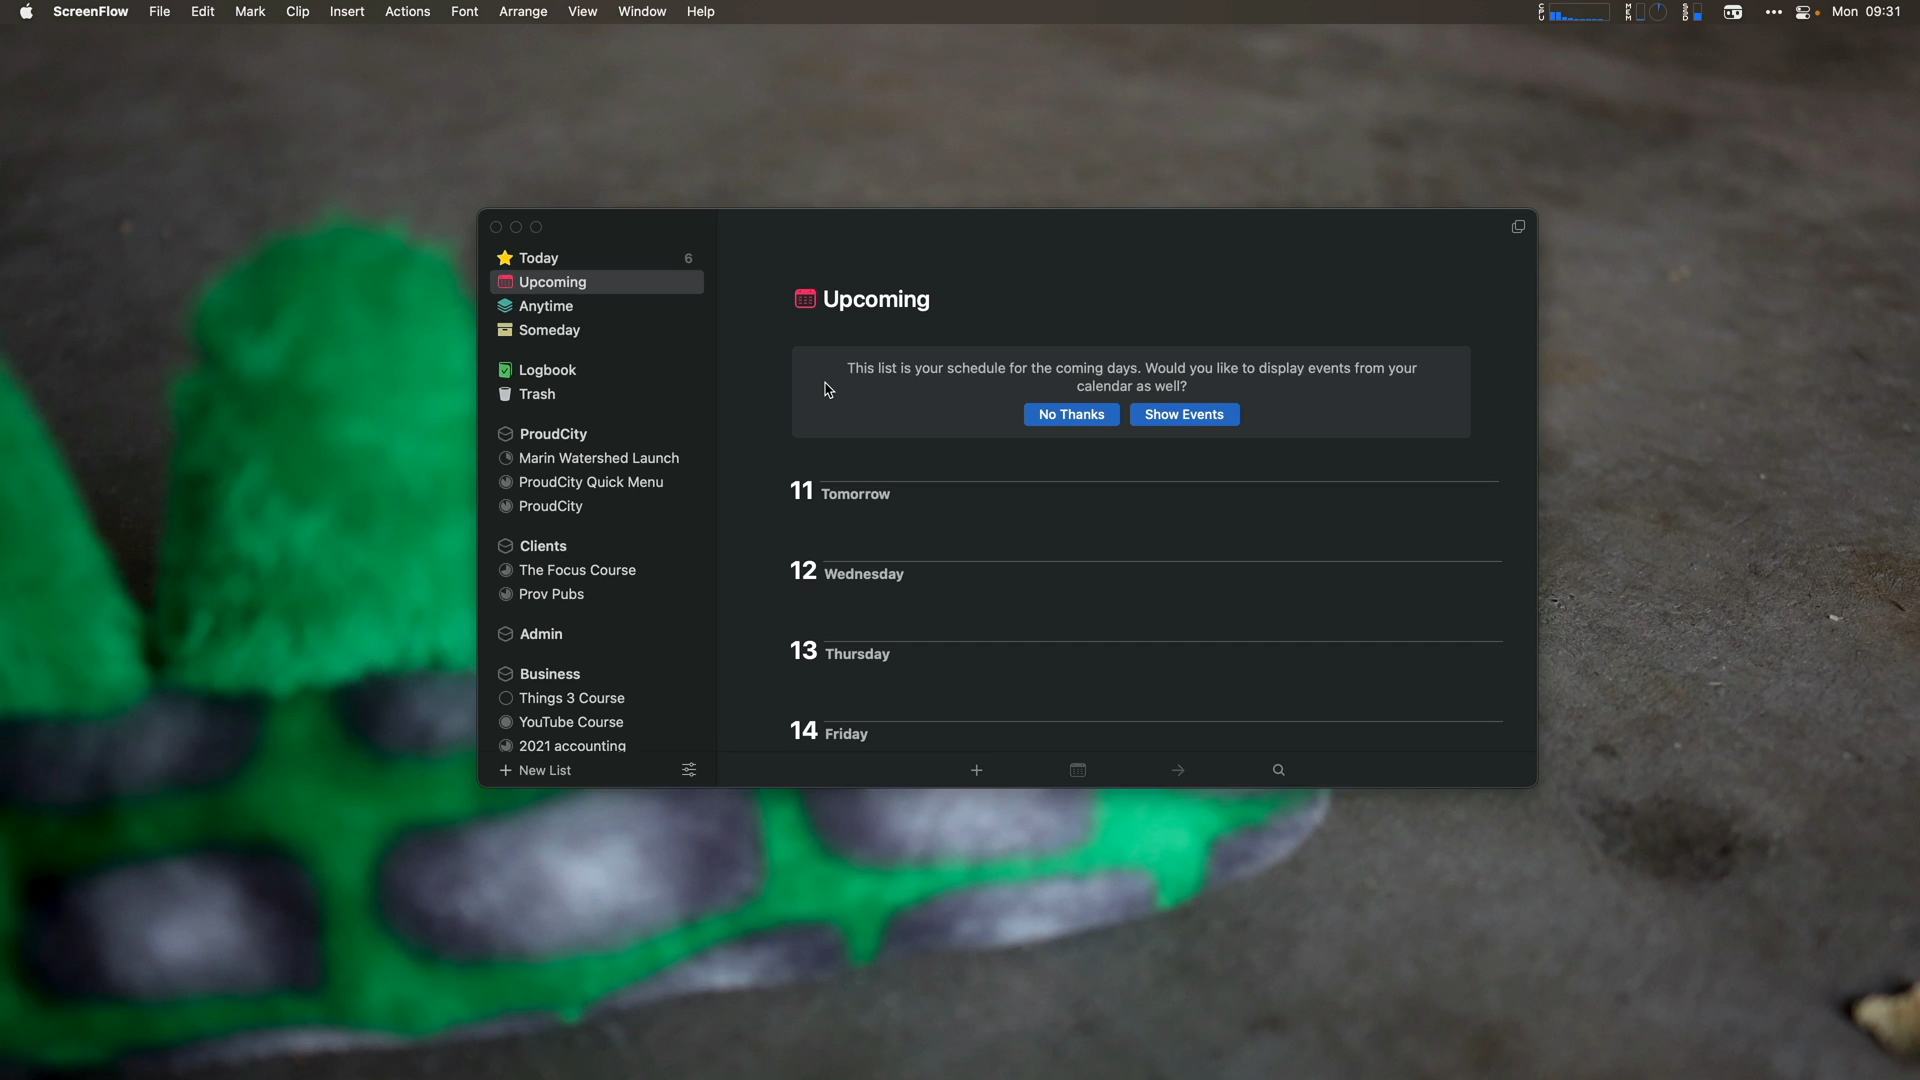 ScreenFlow File Edit Mark Clip Insert Actions Font Arrange View Window Help
CPU MEM SSD Mon 09:31
Today 6
Upcoming
Anytime
Someday
Logbook
Trash
ProudCity
Marin Watershed Launch
ProudCity Quick Menu
ProudCity
Clients
The Focus Course
Prov Pubs
Admin
Business
Things 3 Course
YouTube Course
2021 accounting
New List
Upcoming
This list is your schedule for the coming days. Would you like to display events from your
calendar as well?
No Thanks Show Events
11 Tomorrow
12 Wednesday
13 Thursday
14 Friday